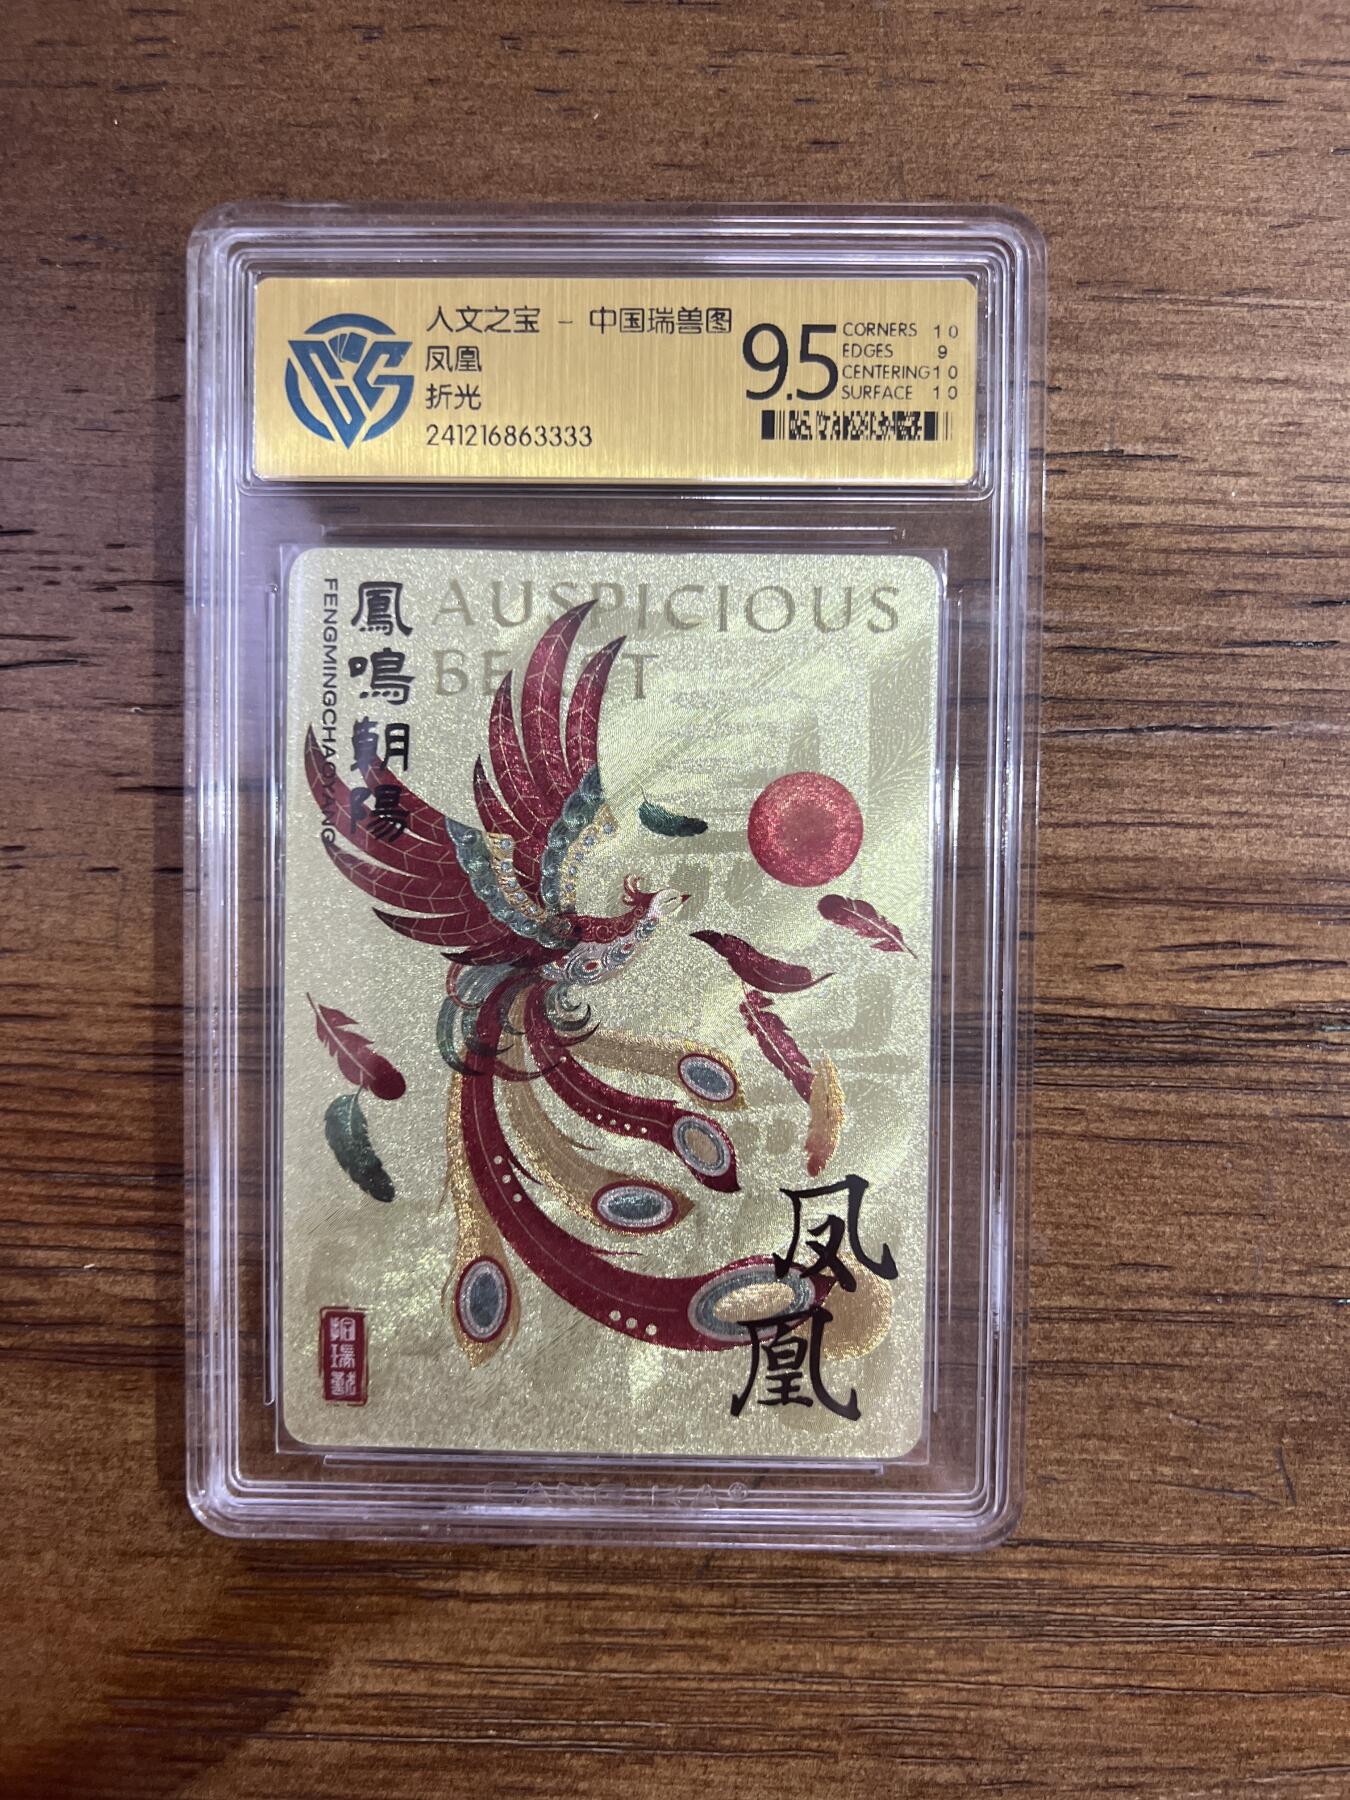 人文之宝 - 中国瑞兽图
凤凰
折光
241216863333
9.5
CORNERS 10
EDGES 9
CENTERING 10
SURFACE 10
AUSPICIOUS
BEAST
鳳鳴朝陽
FENGMINGCHAOYANG
凤凰